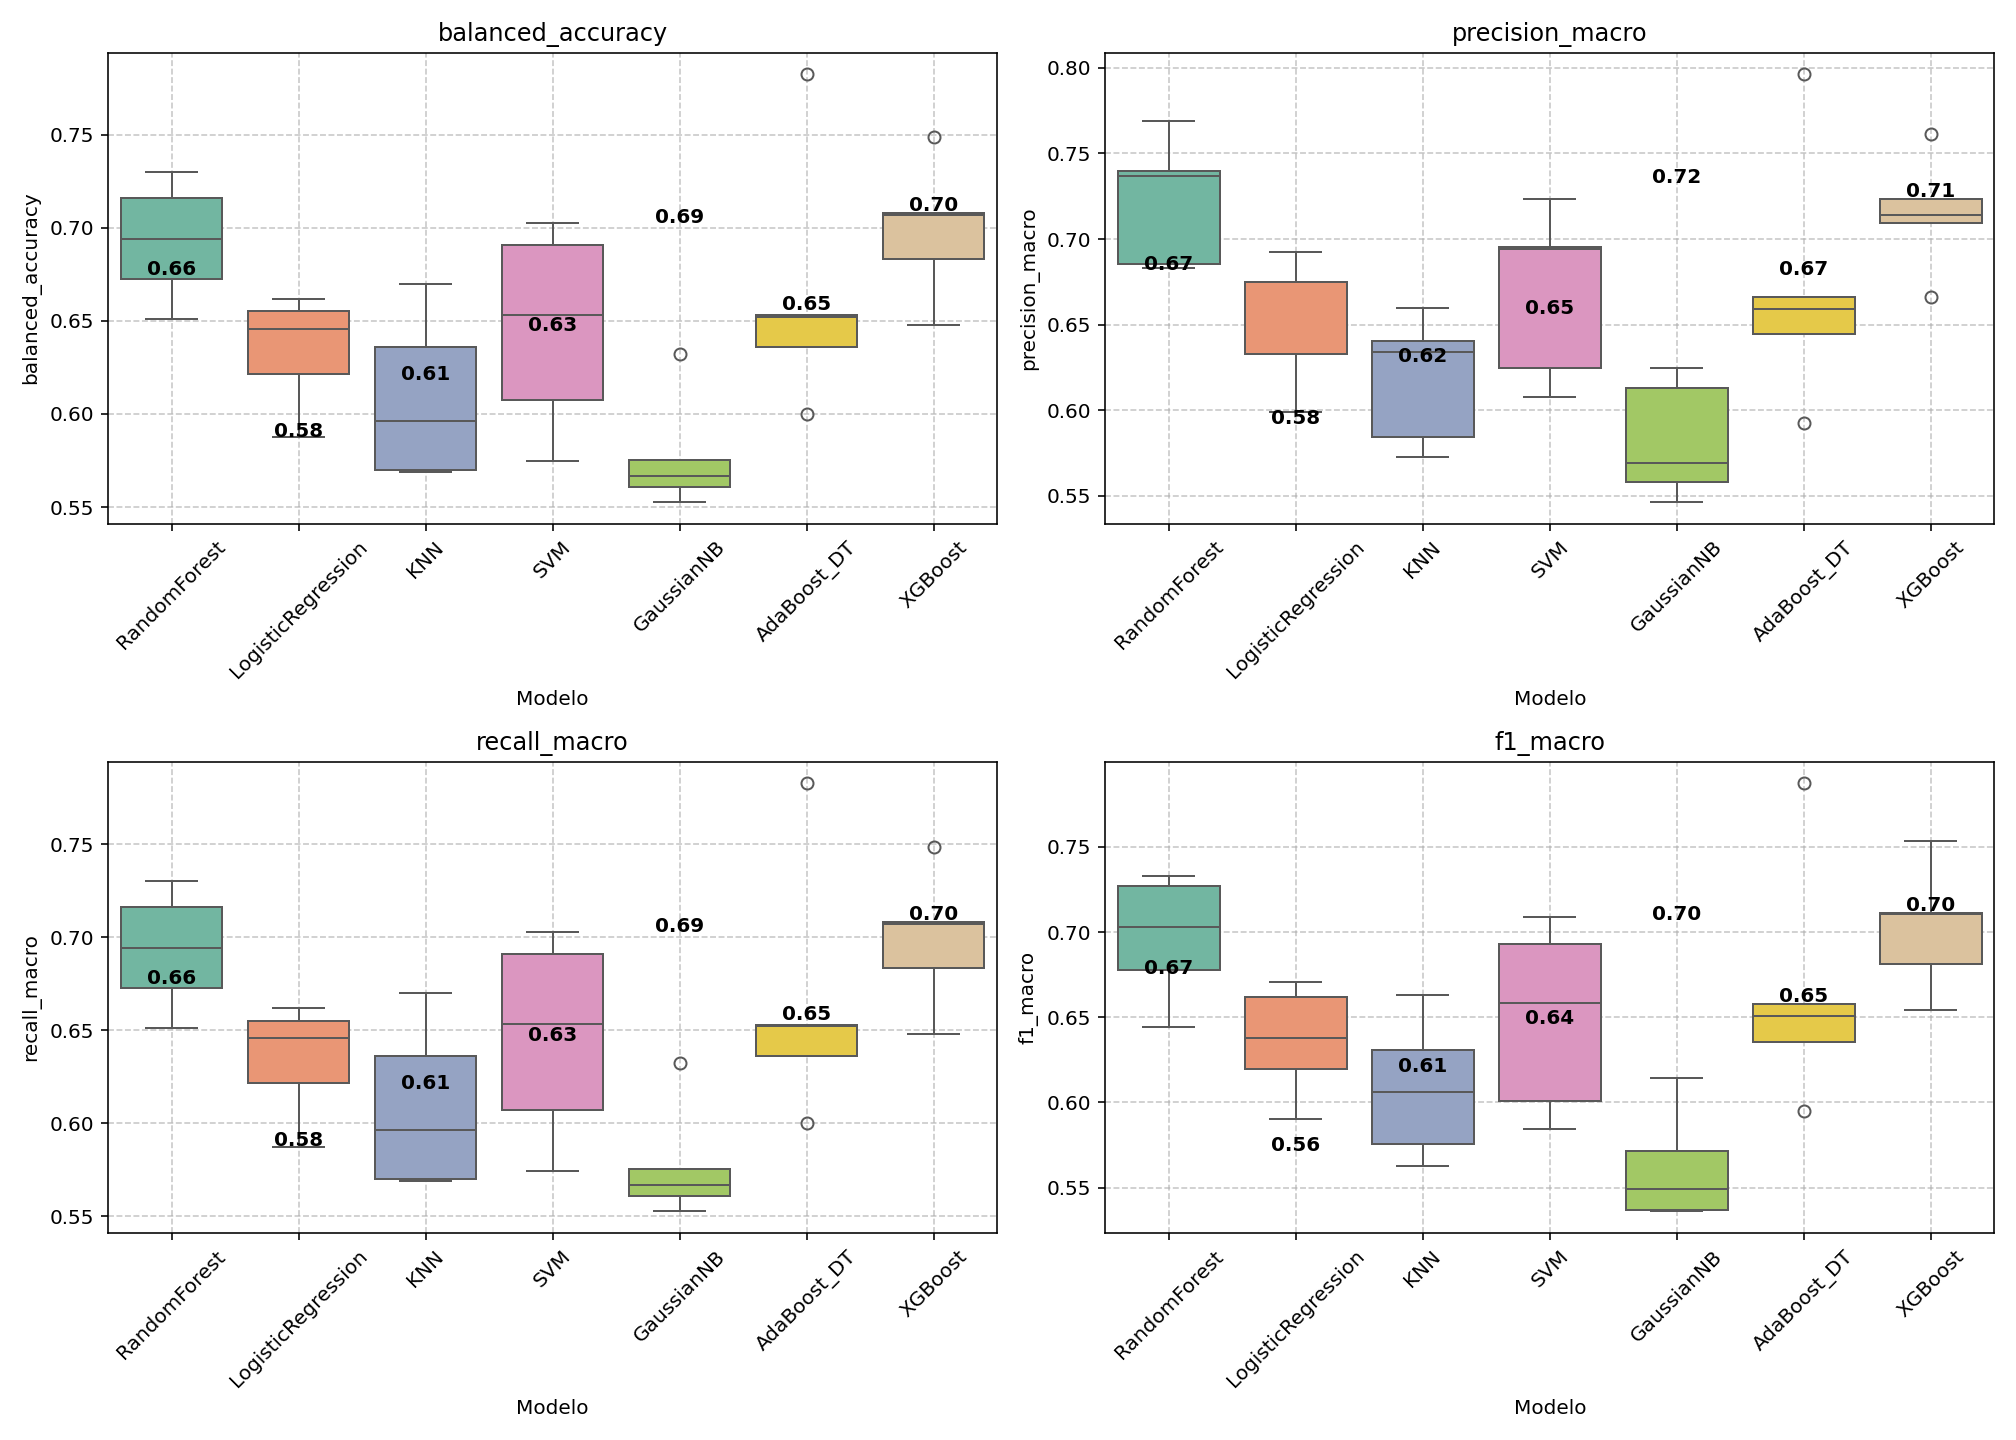 balanced_accuracy
balanced_accuracy
0.75
0.70
0.65
0.60
0.55
0.66
0.58
0.61
0.63
0.69
0.65
0.70
RandomForest
LogisticRegression
KNN
SVM
GaussianNB
AdaBoost_DT
XGBoost
Modelo
precision_macro
precision_macro
0.80
0.75
0.70
0.65
0.60
0.55
0.67
0.58
0.62
0.65
0.72
0.67
0.71
RandomForest
LogisticRegression
KNN
SVM
GaussianNB
AdaBoost_DT
XGBoost
Modelo
recall_macro
recall_macro
0.75
0.70
0.65
0.60
0.55
0.66
0.58
0.61
0.63
0.69
0.65
0.70
RandomForest
LogisticRegression
KNN
SVM
GaussianNB
AdaBoost_DT
XGBoost
Modelo
f1_macro
f1_macro
0.75
0.70
0.65
0.60
0.55
0.67
0.56
0.61
0.64
0.70
0.65
0.70
RandomForest
LogisticRegression
KNN
SVM
GaussianNB
AdaBoost_DT
XGBoost
Modelo